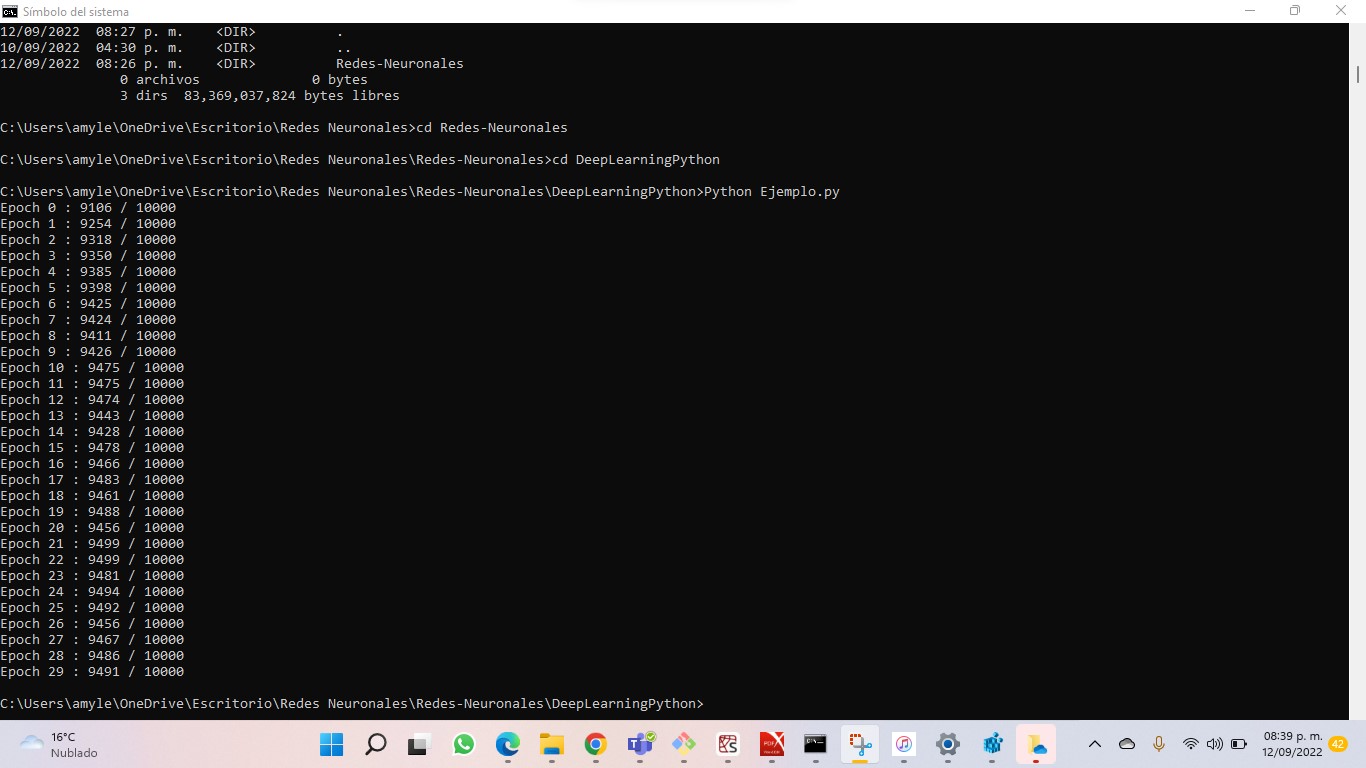 Símbolo del sistema
12/09/2022  08:27 p. m.    <DIR>          .
10/09/2022  04:30 p. m.    <DIR>          ..
12/09/2022  08:26 p. m.    <DIR>          Redes-Neuronales
               0 archivos              0 bytes
               3 dirs  83,369,037,824 bytes libres
C:\Users\amyle\OneDrive\Escritorio\Redes Neuronales>cd Redes-Neuronales
C:\Users\amyle\OneDrive\Escritorio\Redes Neuronales\Redes-Neuronales>cd DeepLearningPython
C:\Users\amyle\OneDrive\Escritorio\Redes Neuronales\Redes-Neuronales\DeepLearningPython>Python Ejemplo.py
Epoch 0 : 9106 / 10000
Epoch 1 : 9254 / 10000
Epoch 2 : 9318 / 10000
Epoch 3 : 9350 / 10000
Epoch 4 : 9385 / 10000
Epoch 5 : 9398 / 10000
Epoch 6 : 9425 / 10000
Epoch 7 : 9424 / 10000
Epoch 8 : 9411 / 10000
Epoch 9 : 9426 / 10000
Epoch 10 : 9475 / 10000
Epoch 11 : 9475 / 10000
Epoch 12 : 9474 / 10000
Epoch 13 : 9443 / 10000
Epoch 14 : 9428 / 10000
Epoch 15 : 9478 / 10000
Epoch 16 : 9466 / 10000
Epoch 17 : 9483 / 10000
Epoch 18 : 9461 / 10000
Epoch 19 : 9488 / 10000
Epoch 20 : 9456 / 10000
Epoch 21 : 9499 / 10000
Epoch 22 : 9499 / 10000
Epoch 23 : 9481 / 10000
Epoch 24 : 9494 / 10000
Epoch 25 : 9492 / 10000
Epoch 26 : 9456 / 10000
Epoch 27 : 9467 / 10000
Epoch 28 : 9486 / 10000
Epoch 29 : 9491 / 10000
C:\Users\amyle\OneDrive\Escritorio\Redes Neuronales\Redes-Neuronales\DeepLearningPython>
16°C
Nublado
PDF
08:39 p. m.
12/09/2022
42